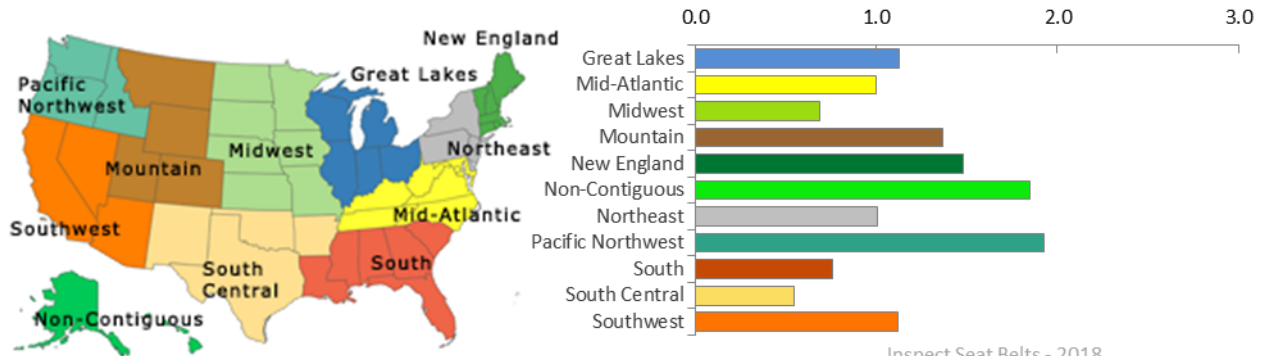 New England
Great Lakes
Pacific
Northwest
Northeast
Midwest
Mountain
Mid-Atlantic
Southwest
South
South
Central
Non-Contiguous
0.0 1.0 2.0 3.0
Great Lakes
Mid-Atlantic
Midwest
Mountain
New England
Non-Contiguous
Northeast
Pacific Northwest
South
South Central
Southwest
Inspect Seat Belts - 2018